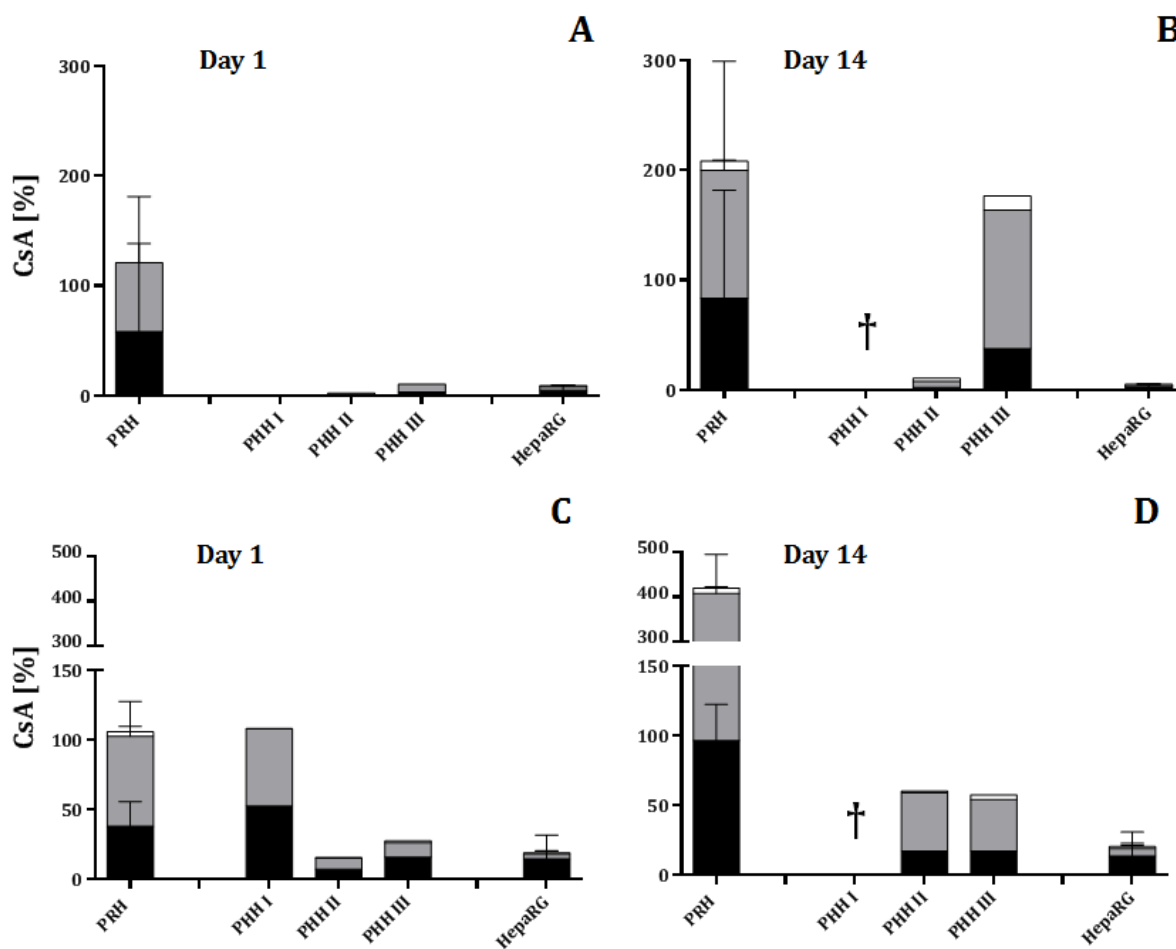 A
Day 1
300
200
100
0
CsA [%]
PRH
PHH I
PHH II
PHH III
HepaRG
B
Day 14
300
200
100
0
†
PRH
PHH I
PHH II
PHH III
HepaRG
C
Day 1
500
400
300
150
100
50
0
CsA [%]
PRH
PHH I
PHH II
PHH III
HepaRG
D
Day 14
500
400
300
150
100
50
0
†
PRH
PHH I
PHH II
PHH III
HepaRG